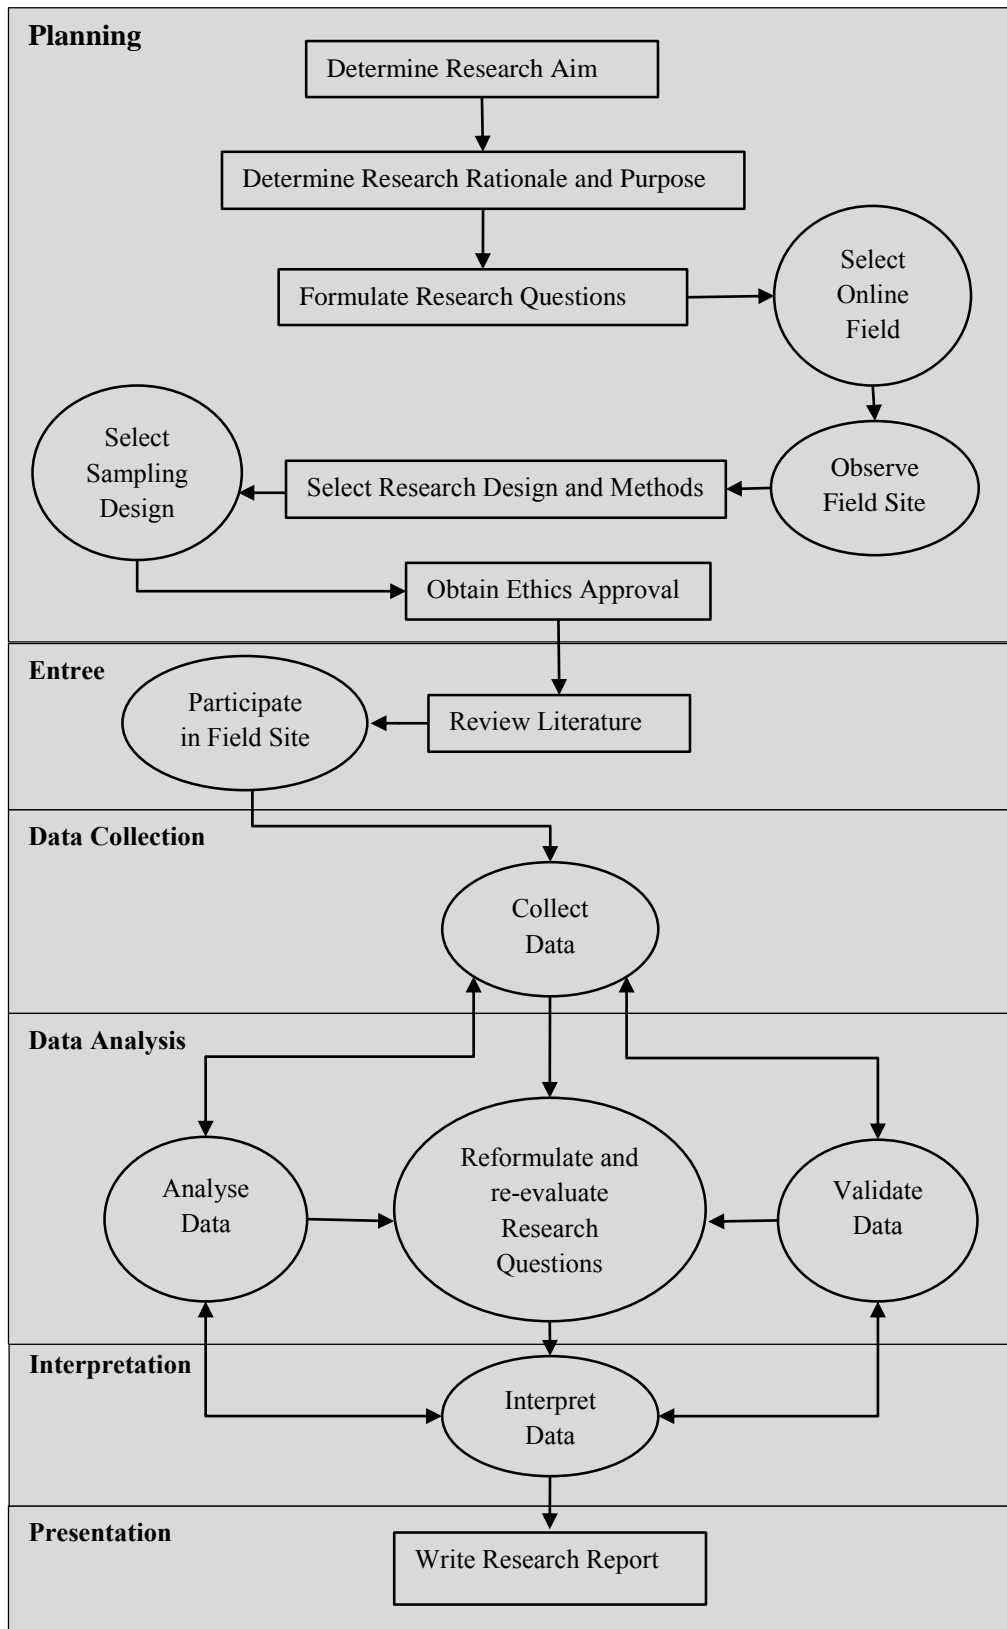 Planning
Determine Research Aim
Determine Research Rationale and Purpose
Formulate Research Questions
Select
Online
Field
Observe
Field Site
Select Research Design and Methods
Select
Sampling
Design
Obtain Ethics Approval
Entree
Review Literature
Participate
in Field Site
Data Collection
Collect
Data
Data Analysis
Analyse
Data
Reformulate and
re-evaluate
Research
Questions
Validate
Data
Interpretation
Interpret
Data
Presentation
Write Research Report